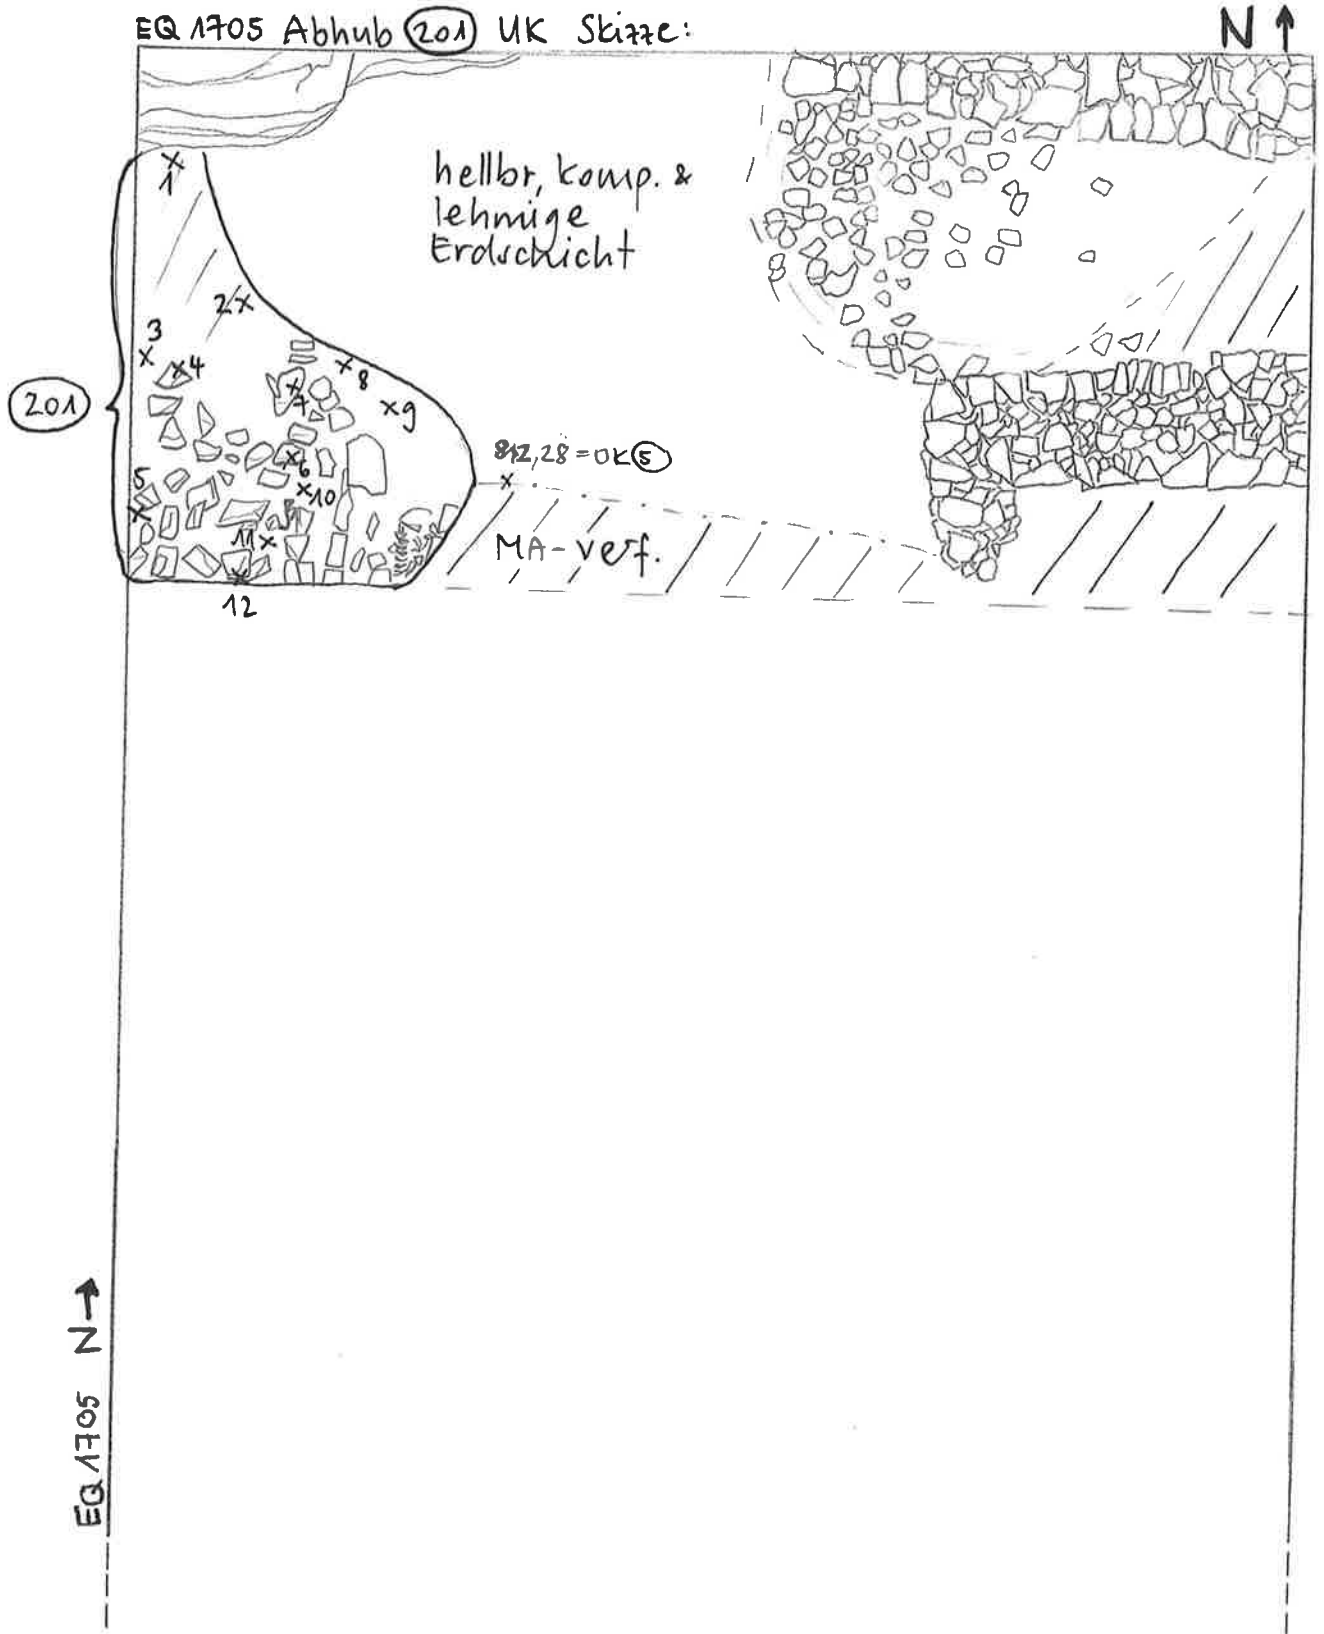 EQ 1705 Abhub 201 UK Skizze:
N ↑
1
hellbr, komp. &
lehmige
Erdschicht
2
3
4
8
7
9
201
812,28 = OK 5
6
5
10
11
MA-verf.
12
EQ 1705 N→